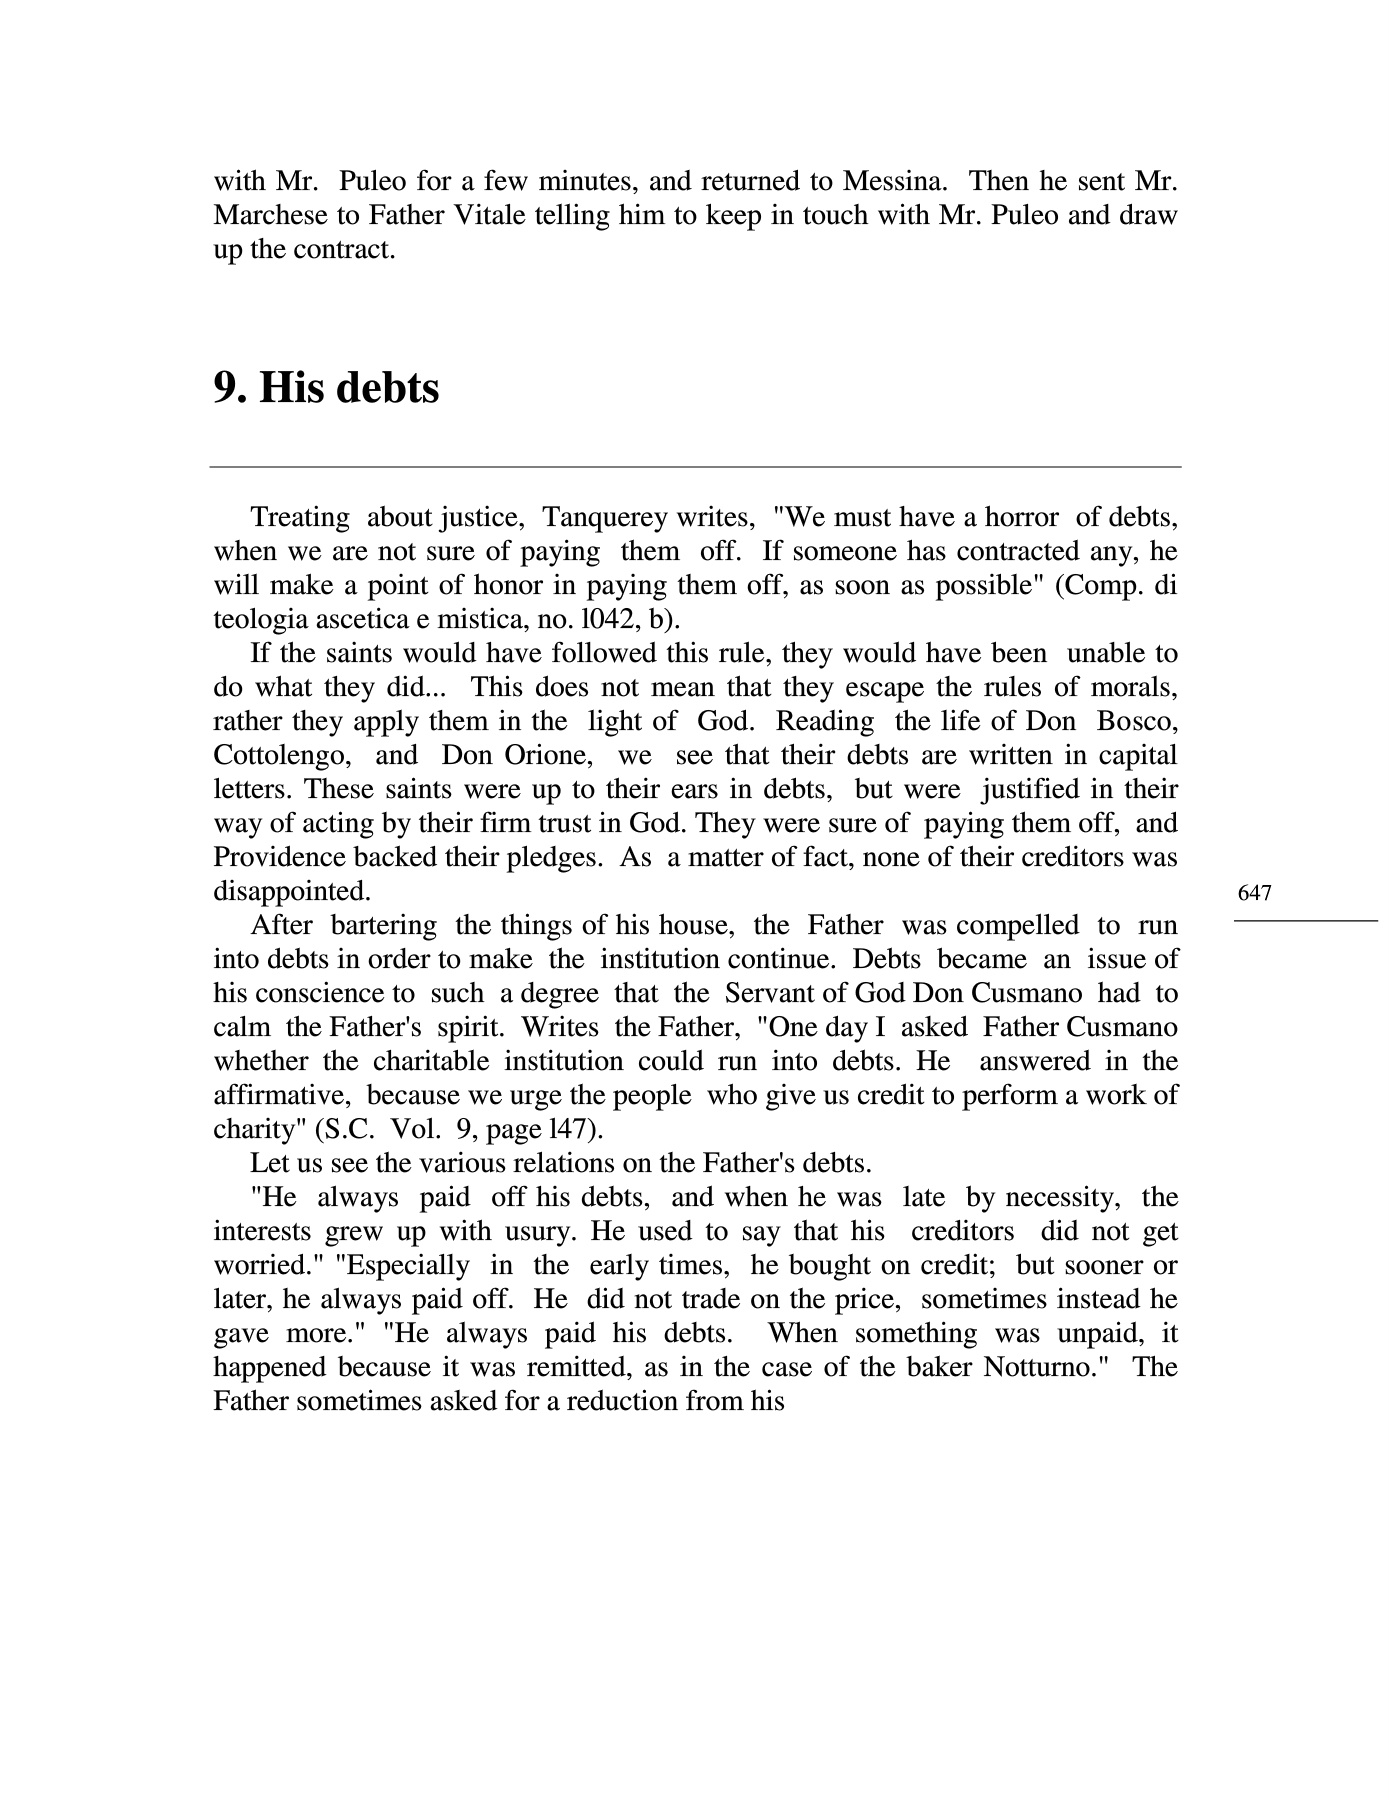 with Mr. Puleo for a few minutes, and returned to Messina. Then he sent Mr.
Marchese to Father Vitale telling him to keep in touch with Mr. Puleo and draw
up the contract.
9. His debts
Treating about justice, Tanquerey writes, "We must have a horror of debts,
when we are not sure of paying them off. If someone has contracted any, he
will make a point of honor in paying them off, as soon as possible" (Comp. di
teologia ascetica e mistica, no. l042, b).
If the saints would have followed this rule, they would have been unable to
do what they did... This does not mean that they escape the rules of morals,
rather they apply them in the light of God. Reading the life of Don Bosco,
Cottolengo, and Don Orione, we see that their debts are written in capital
letters. These saints were up to their ears in debts, but were justified in their
way of acting by their firm trust in God. They were sure of paying them off, and
Providence backed their pledges. As a matter of fact, none of their creditors was
disappointed.
647
After bartering the things of his house, the Father was compelled to run
into debts in order to make the institution continue. Debts became an issue of
his conscience to such a degree that the Servant of God Don Cusmano had to
calm the Father's spirit. Writes the Father, "One day I asked Father Cusmano
whether the charitable institution could run into debts. He answered in the
affirmative, because we urge the people who give us credit to perform a work of
charity" (S.C. Vol. 9, page l47).
Let us see the various relations on the Father's debts.
"He always paid off his debts, and when he was late by necessity, the
interests grew up with usury. He used to say that his creditors did not get
worried." "Especially in the early times, he bought on credit; but sooner or
later, he always paid off. He did not trade on the price, sometimes instead he
gave more." "He always paid his debts. When something was unpaid, it
happened because it was remitted, as in the case of the baker Notturno." The
Father sometimes asked for a reduction from his